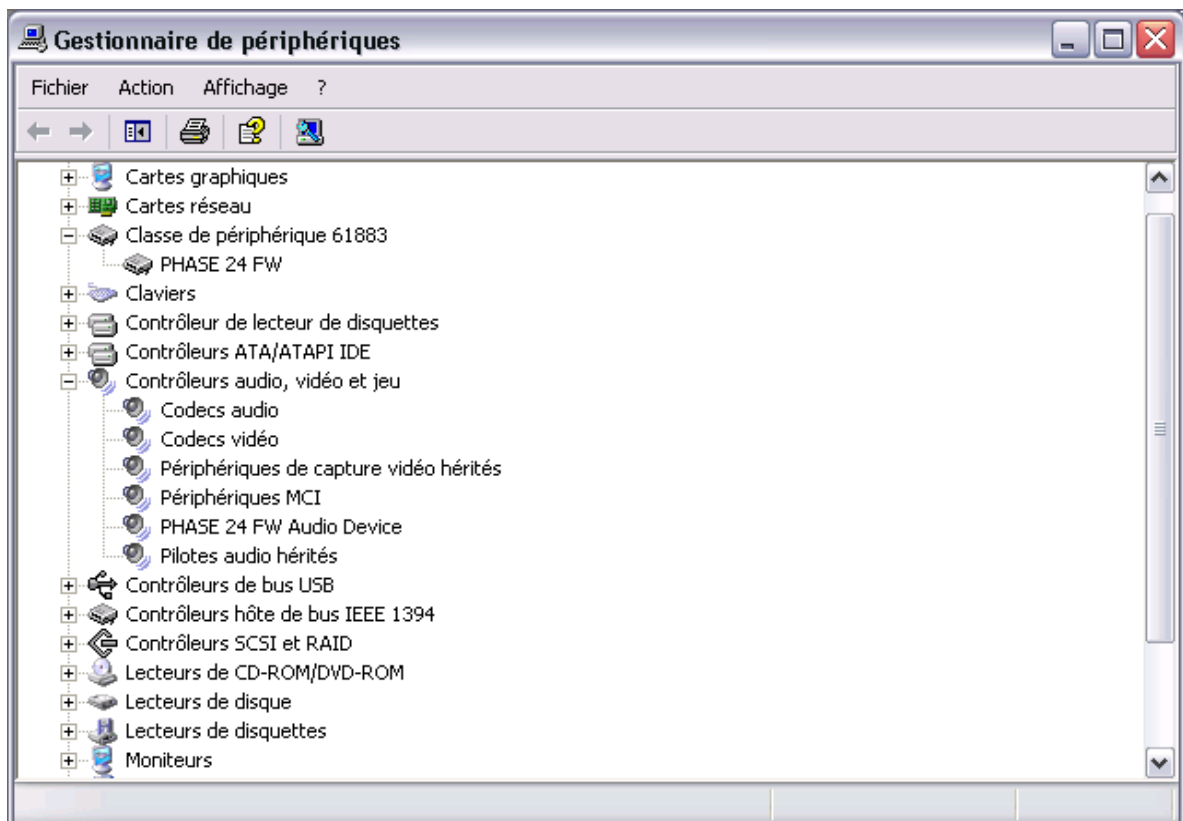 Gestionnaire de périphériques
Fichier Action Affichage ?
Cartes graphiques
Cartes réseau
Classe de périphérique 61883
PHASE 24 FW
Claviers
Contrôleur de lecteur de disquettes
Contrôleurs ATA/ATAPI IDE
Contrôleurs audio, vidéo et jeu
Codecs audio
Codecs vidéo
Périphériques de capture vidéo hérités
Périphériques MCI
PHASE 24 FW Audio Device
Pilotes audio hérités
Contrôleurs de bus USB
Contrôleurs hôte de bus IEEE 1394
Contrôleurs SCSI et RAID
Lecteurs de CD-ROM/DVD-ROM
Lecteurs de disque
Lecteurs de disquettes
Moniteurs